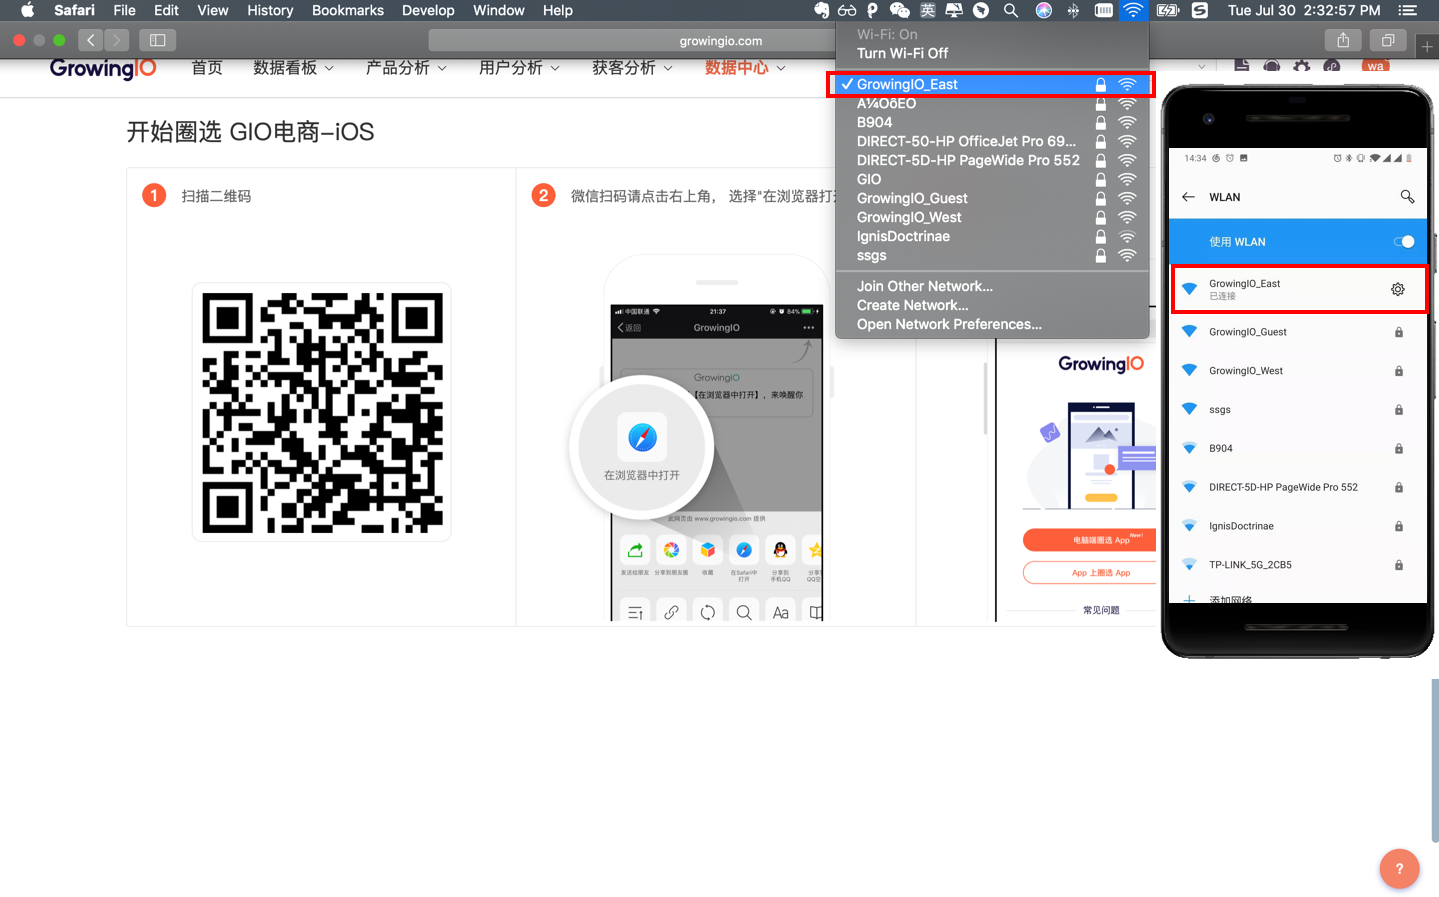 Safari File Edit View History Bookmarks Develop Window Help
英
Tue Jul 30 2:32:57 PM
growingio.com
Wi-Fi: On
Turn Wi-Fi Off
GrowingIO_East
A¼OôEO
B904
DIRECT-50-HP OfficeJet Pro 69...
DIRECT-5D-HP PageWide Pro 552
GIO
GrowingIO_Guest
GrowingIO_West
IgnisDoctrinae
ssgs
Join Other Network...
Create Network...
Open Network Preferences...
GrowingIO 首页 数据看板 产品分析 用户分析 获客分析 数据中心
wa
开始圈选 GIO电商-iOS
1 扫描二维码
2 微信扫码请点击右上角， 选择"在浏览器打
中国联通 21:37 84%
返回 GrowingIO
GrowingIO
【在浏览器中打开】，来唤醒你
在浏览器中打开
此网页由 www.growingio.com 提供
发送给朋友 分享到朋友圈 收藏 在Safari中打开 分享到手机QQ
Aa
GrowingIO
电脑端圈选 App New!
App 上圈选 App
常见问题
14:34
WLAN
使用 WLAN
GrowingIO_East
已连接
GrowingIO_Guest
GrowingIO_West
ssgs
B904
DIRECT-5D-HP PageWide Pro 552
IgnisDoctrinae
TP-LINK_5G_2CB5
添加网络
?